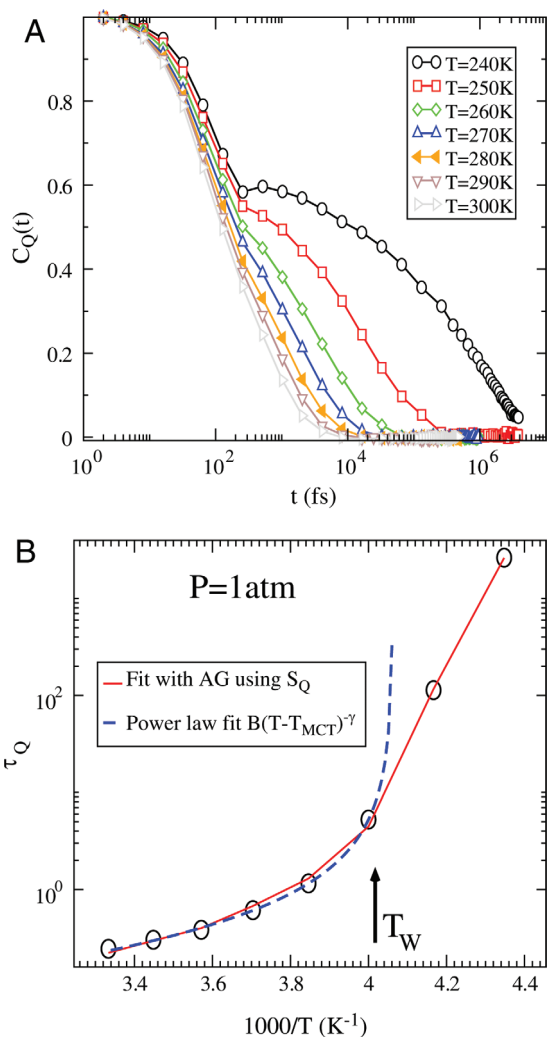 A
T=240K
T=250K
T=260K
T=270K
T=280K
T=290K
T=300K
0.8
0.6
0.4
0.2
0
C_Q(t)
10^0 10^2 10^4 10^6
t (fs)
B
P=1atm
Fit with AG using S_Q
Power law fit B(T-T_MCT)^-γ
10^2
10^0
τ_Q
T_W
3.4 3.6 3.8 4 4.2 4.4
1000/T (K^-1)